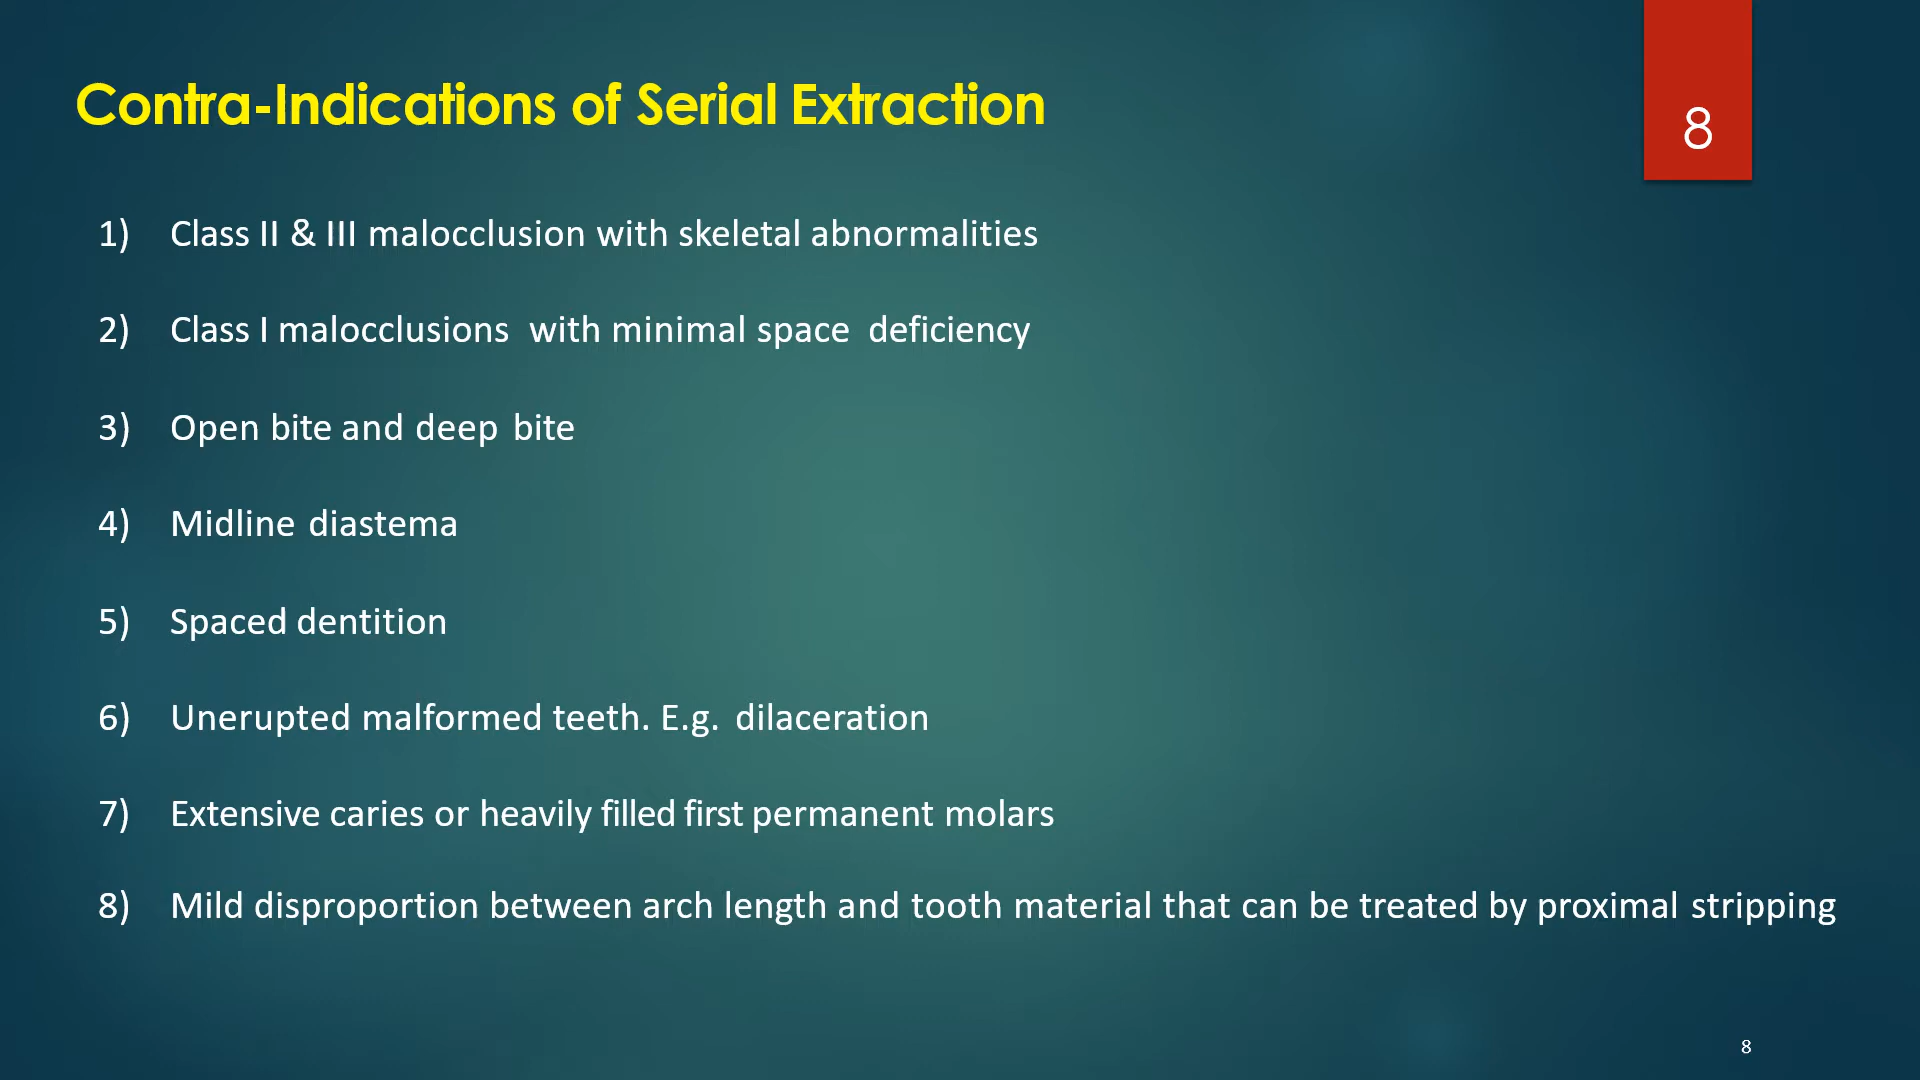 Contra-Indications of Serial Extraction
8
1) Class II & III malocclusion with skeletal abnormalities
2) Class I malocclusions with minimal space deficiency
3) Open bite and deep bite
4) Midline diastema
5) Spaced dentition
6) Unerupted malformed teeth. E.g. dilaceration
7) Extensive caries or heavily filled first permanent molars
8) Mild disproportion between arch length and tooth material that can be treated by proximal stripping
8